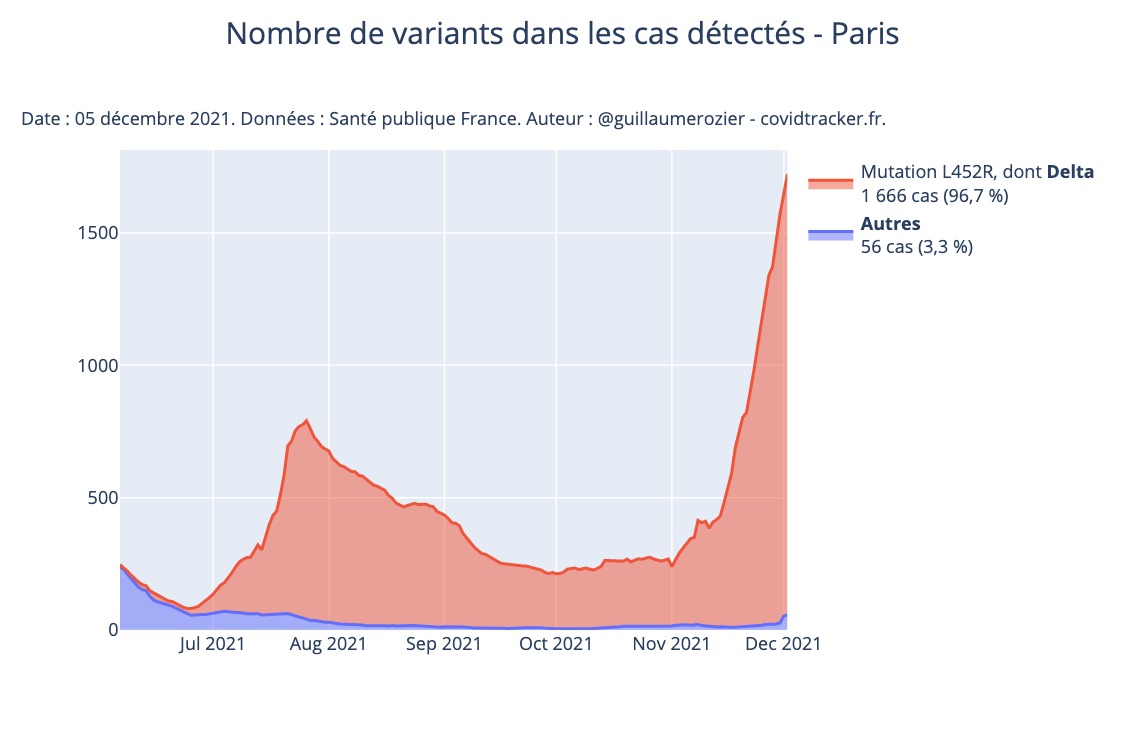 Nombre de variants dans les cas détectés - Paris
Date : 05 décembre 2021. Données : Santé publique France. Auteur : @guillaumerozier - covidtracker.fr.
Mutation L452R, dont Delta
1 666 cas (96,7 %)
Autres
56 cas (3,3 %)
1500
1000
500
0
Jul 2021
Aug 2021
Sep 2021
Oct 2021
Nov 2021
Dec 2021